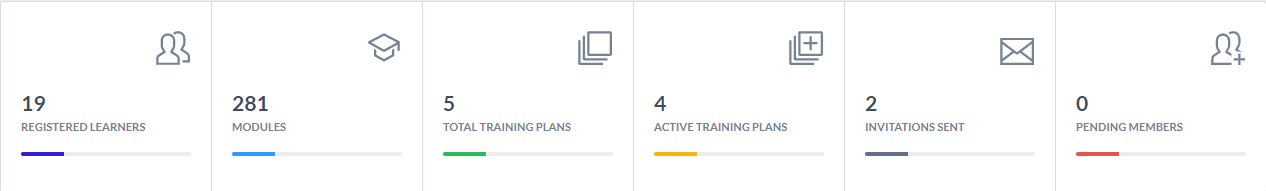 19
REGISTERED LEARNERS
281
MODULES
5
TOTAL TRAINING PLANS
4
ACTIVE TRAINING PLANS
2
INVITATIONS SENT
0
PENDING MEMBERS